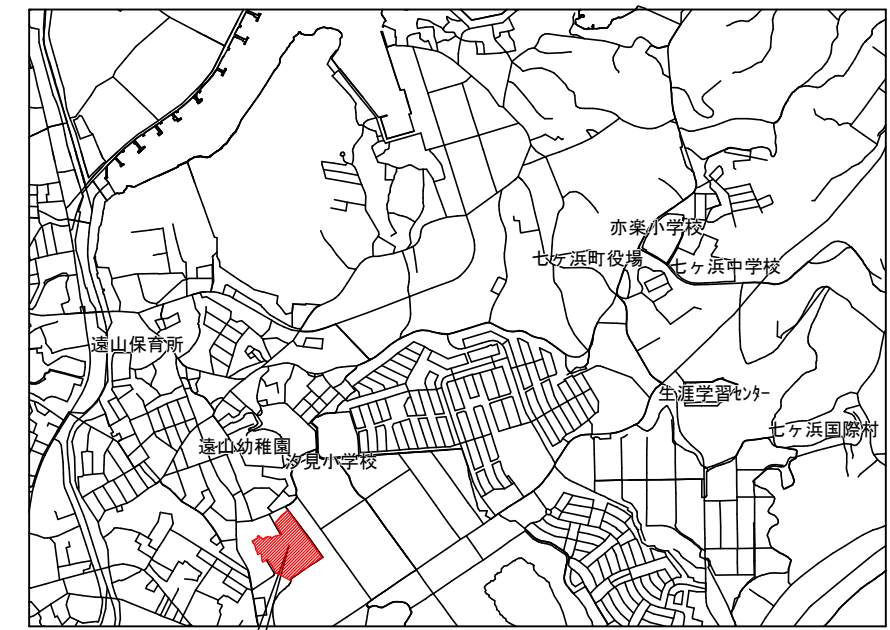 亦楽小学校
七ケ浜町役場
七ヶ浜中学校
遠山保育所
生涯学習ｾﾝﾀｰ
七ヶ浜国際村
遠山幼稚園
汐見小学校